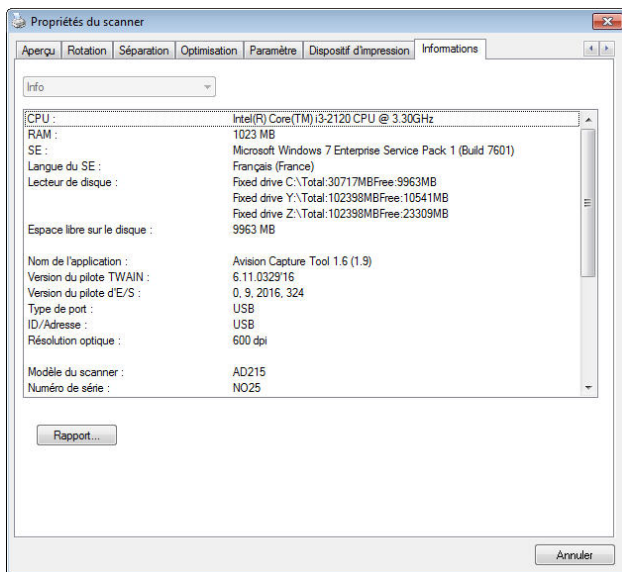 Propriétés du scanner
Aperçu Rotation Séparation Optimisation Paramètre Dispositif d'impression Informations
Info
CPU : Intel(R) Core(TM) i3-2120 CPU @ 3.30GHz
RAM : 1023 MB
SE : Microsoft Windows 7 Enterprise Service Pack 1 (Build 7601)
Langue du SE : Français (France)
Lecteur de disque : Fixed drive C:\Total:30717MBFree:9963MB
Fixed drive Y:\Total:102398MBFree:10541MB
Fixed drive Z:\Total:102398MBFree:23309MB
Espace libre sur le disque : 9963 MB
Nom de l'application : Avision Capture Tool 1.6 (1.9)
Version du pilote TWAIN : 6.11.0329'16
Version du pilote d'E/S : 0, 9, 2016, 324
Type de port : USB
ID/Adresse : USB
Résolution optique : 600 dpi
Modèle du scanner : AD215
Numéro de série : NO25
Rapport...
Annuler